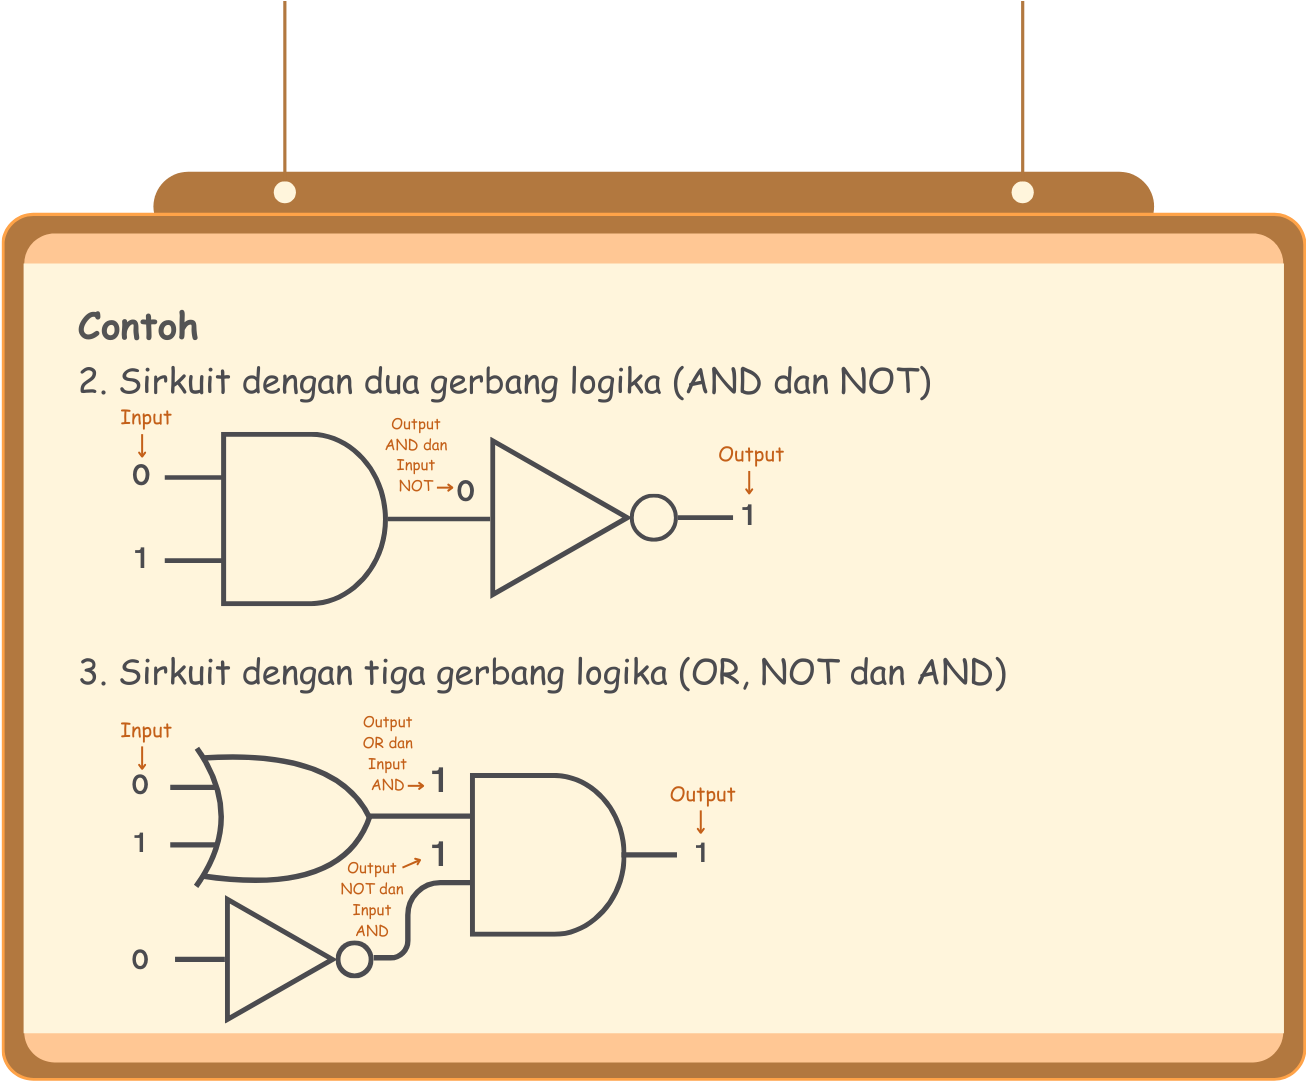 Contoh
2. Sirkuit dengan dua gerbang logika (AND dan NOT)
Input
0
1
Output
AND dan
Input
NOT → 0
Output
1
3. Sirkuit dengan tiga gerbang logika (OR, NOT dan AND)
Input
0
1
0
Output
OR dan
Input
AND → 1
1
Output
NOT dan
Input
AND
Output
1